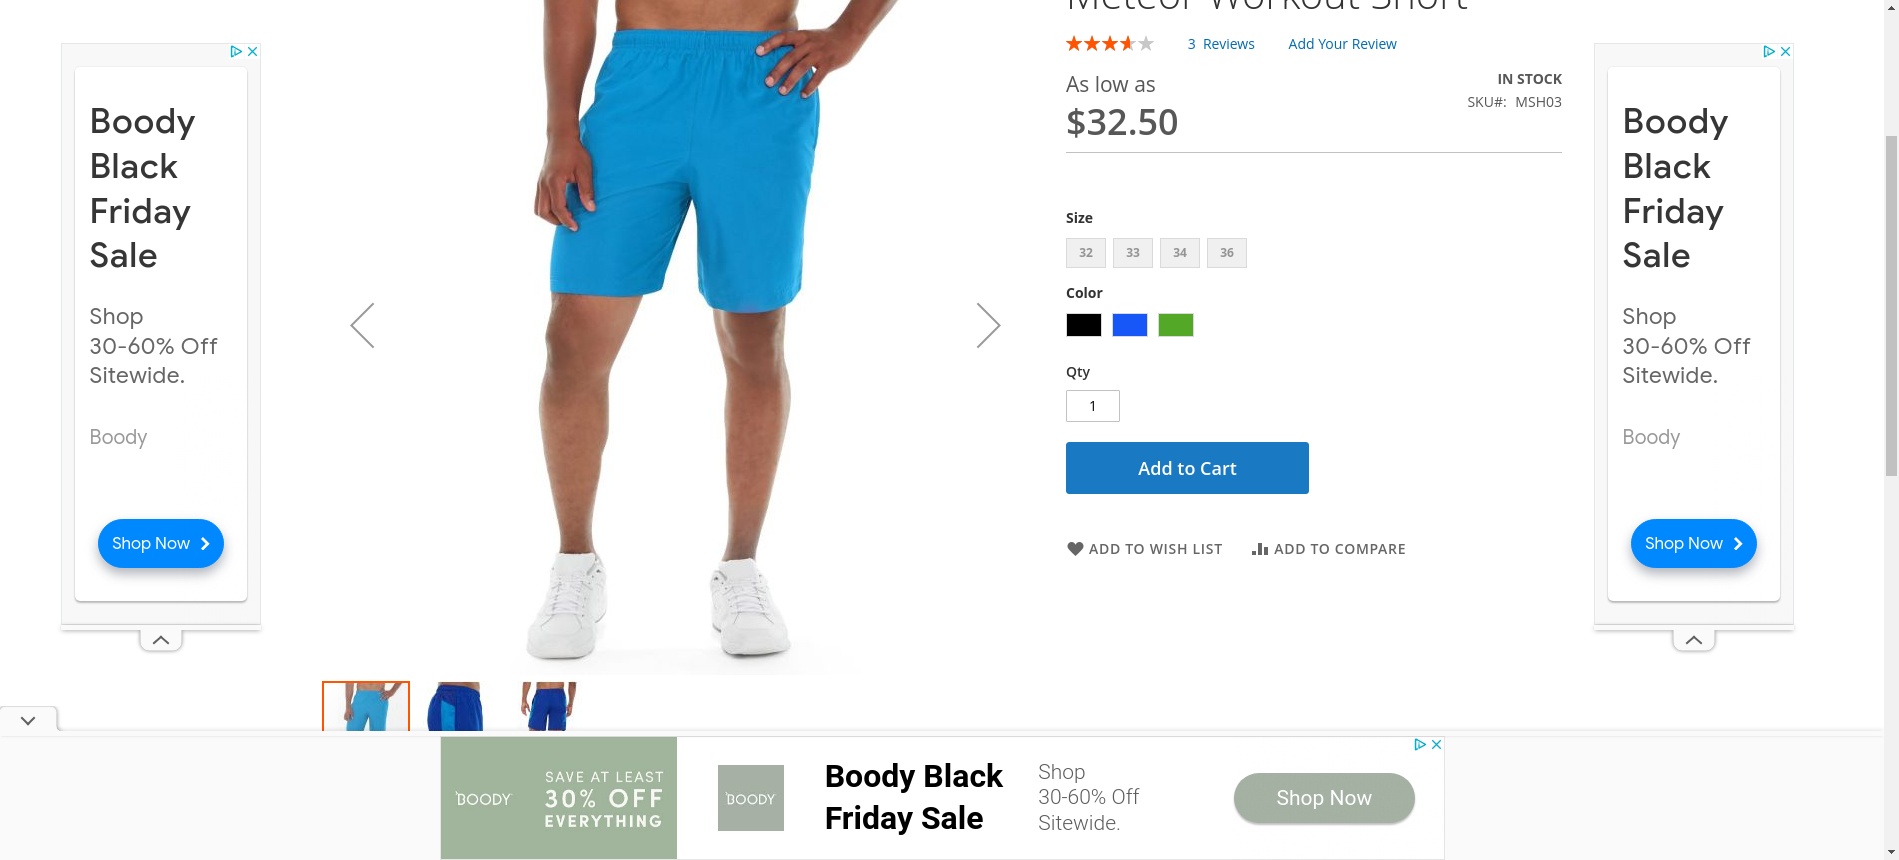 Meteor Workout Short
3 Reviews Add Your Review
As low as
$32.50
IN STOCK
SKU#: MSH03
Size
32 33 34 36
Color
Qty
1
Add to Cart
ADD TO WISH LIST ADD TO COMPARE
Boody
Black
Friday
Sale
Shop
30-60% Off
Sitewide.
Boody
Shop Now
Boody
Black
Friday
Sale
Shop
30-60% Off
Sitewide.
Boody
Shop Now
BOODY
SAVE AT LEAST
30% OFF
EVERYTHING
BOODY
Boody Black
Friday Sale
Shop
30-60% Off
Sitewide.
Shop Now